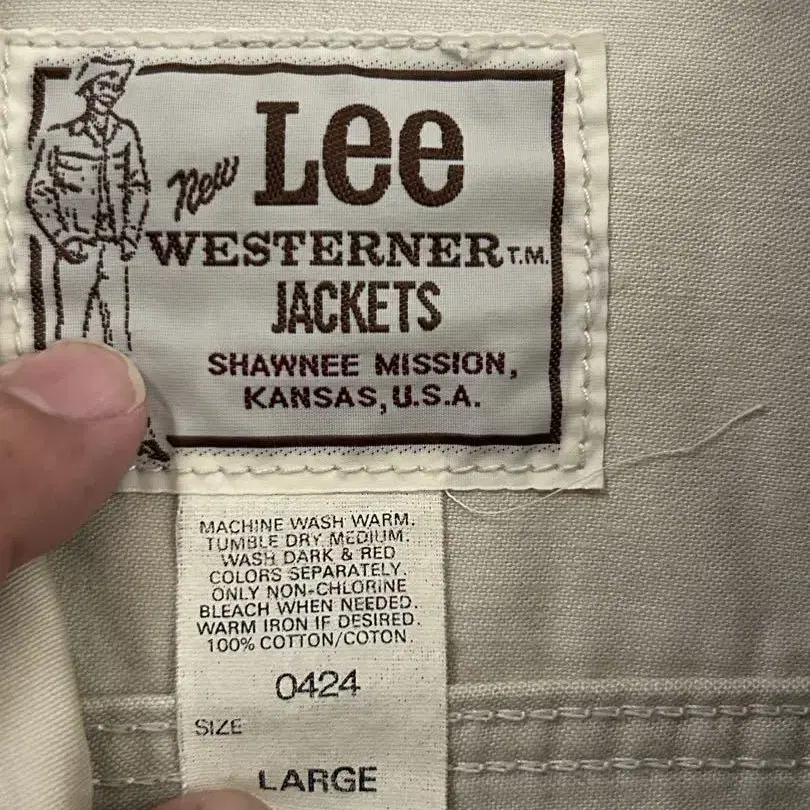 new Lee
WESTERNER T.M.
JACKETS
SHAWNEE MISSION,
KANSAS, U.S.A.
MACHINE WASH WARM.
TUMBLE DRY MEDIUM.
WASH DARK & RED
COLORS SEPARATELY.
ONLY NON-CHLORINE
BLEACH WHEN NEEDED.
WARM IRON IF DESIRED.
100% COTTON/COTON.
0424
SIZE
LARGE